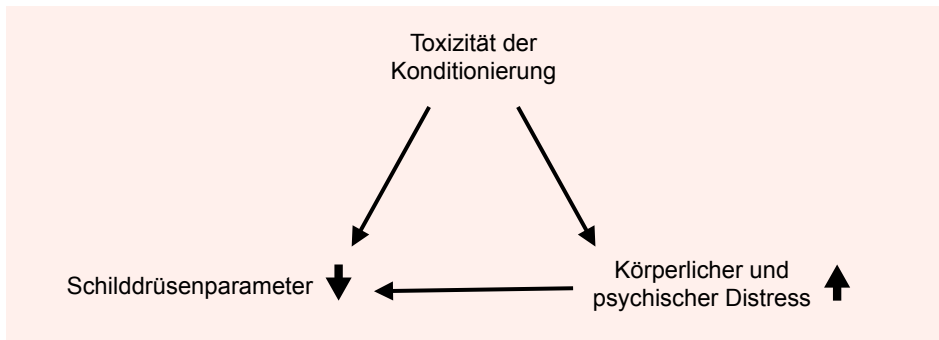 Toxizität der
Konditionierung
Schilddrüsenparameter
Körperlicher und
psychischer Distress